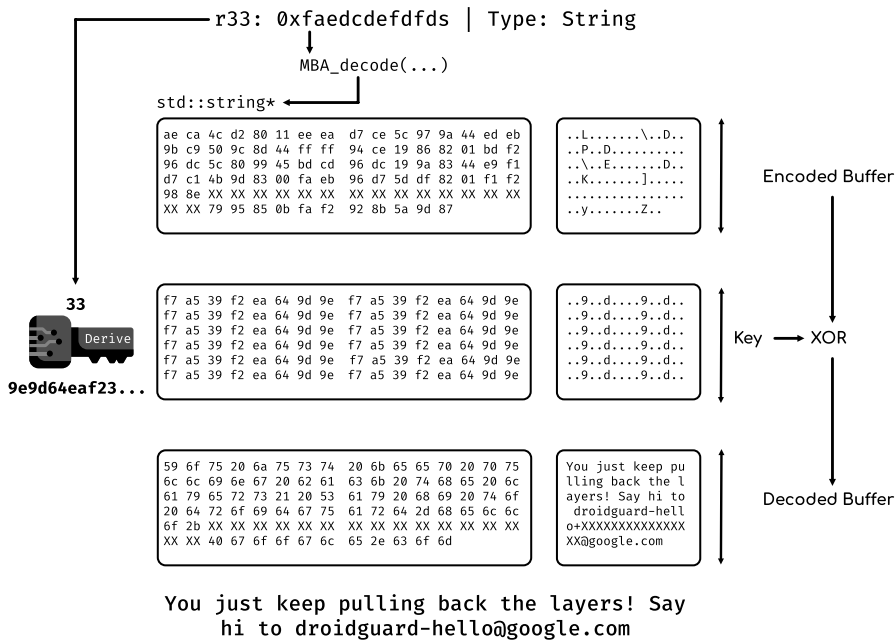 r33: 0xfaedcdefdfds | Type: String
MBA_decode(...)
std::string*
ae ca 4c d2 80 11 ee ea  d7 ce 5c 97 9a 44 ed eb
9b c9 50 9c 8d 44 ff ff  94 ce 19 86 82 01 bd f2
96 dc 5c 80 99 45 bd cd  96 dc 19 9a 83 44 e9 f1
d7 c1 4b 9d 83 00 fa eb  96 d7 5d df 82 01 f1 f2
98 8e XX XX XX XX XX XX  XX XX XX XX XX XX XX XX
XX XX 79 95 85 0b fa f2  92 8b 5a 9d 87
..L.......\..D..
..P..D..........
..\..E.......D..
..K.......].....
................
..y.......Z..
Encoded Buffer
33
Derive
9e9d64eaf23...
f7 a5 39 f2 ea 64 9d 9e  f7 a5 39 f2 ea 64 9d 9e
f7 a5 39 f2 ea 64 9d 9e  f7 a5 39 f2 ea 64 9d 9e
f7 a5 39 f2 ea 64 9d 9e  f7 a5 39 f2 ea 64 9d 9e
f7 a5 39 f2 ea 64 9d 9e  f7 a5 39 f2 ea 64 9d 9e
f7 a5 39 f2 ea 64 9d 9e  f7 a5 39 f2 ea 64 9d 9e
f7 a5 39 f2 ea 64 9d 9e  f7 a5 39 f2 ea 64 9d 9e
..9..d....9..d..
..9..d....9..d..
..9..d....9..d..
..9..d....9..d..
..9..d....9..d..
..9..d....9..d..
Key
XOR
59 6f 75 20 6a 75 73 74  20 6b 65 65 70 20 70 75
6c 6c 69 6e 67 20 62 61  63 6b 20 74 68 65 20 6c
61 79 65 72 73 21 20 53  61 79 20 68 69 20 74 6f
20 64 72 6f 69 64 67 75  61 72 64 2d 68 65 6c 6c
6f 2b XX XX XX XX XX XX  XX XX XX XX XX XX XX XX
XX XX 40 67 6f 6f 67 6c  65 2e 63 6f 6d
You just keep pu
lling back the l
ayers! Say hi to
droidguard-hell
o+XXXXXXXXXXXXXX
XX@google.com
Decoded Buffer
You just keep pulling back the layers! Say
hi to droidguard-hello@google.com